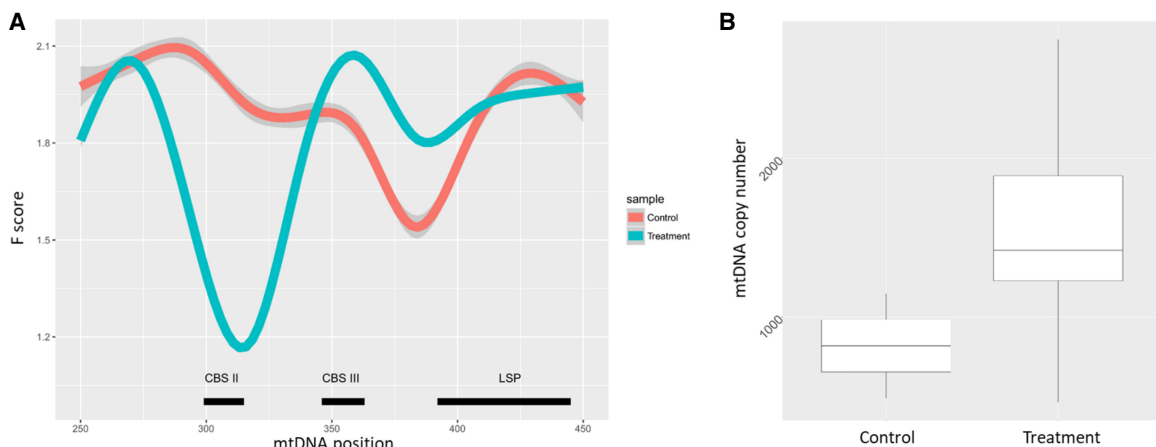 A
F score
2.1
1.8
1.5
1.2
CBS II
CBS III
LSP
250
300
350
400
450
mtDNA position
sample
Control
Treatment
B
mtDNA copy number
2000
1000
Control
Treatment